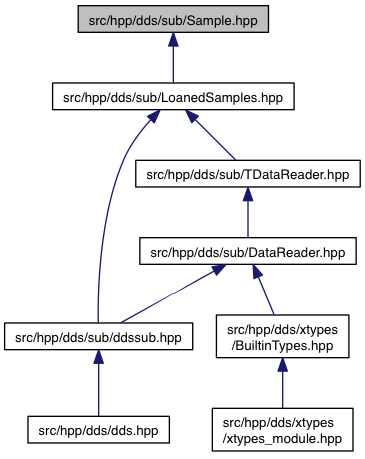 src/hpp/dds/sub/Sample.hpp
src/hpp/dds/sub/LoanedSamples.hpp
src/hpp/dds/sub/TDataReader.hpp
src/hpp/dds/sub/DataReader.hpp
src/hpp/dds/sub/ddssub.hpp
src/hpp/dds/xtypes
/BuiltinTypes.hpp
src/hpp/dds/dds.hpp
src/hpp/dds/xtypes
/xtypes_module.hpp